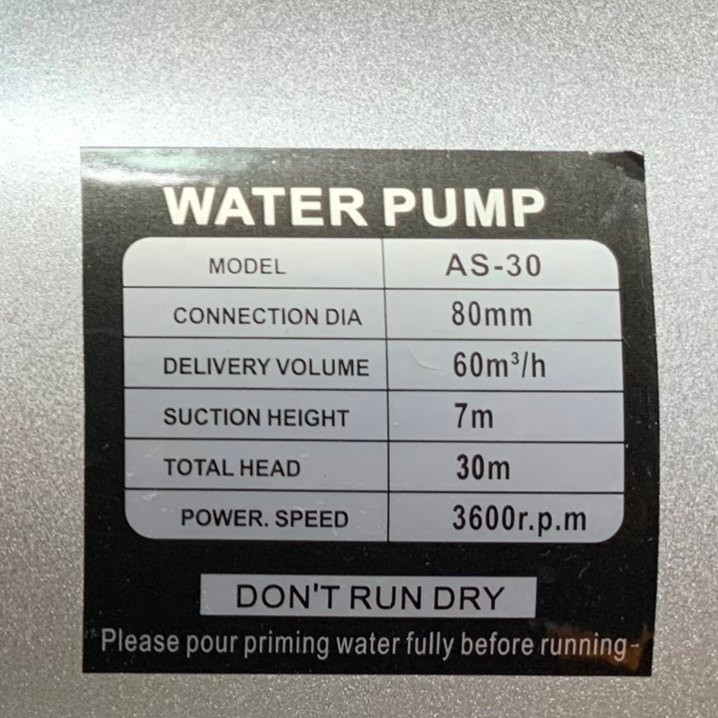 WATER PUMP
MODEL AS-30
CONNECTION DIA 80mm
DELIVERY VOLUME 60m³/h
SUCTION HEIGHT 7m
TOTAL HEAD 30m
POWER. SPEED 3600r.p.m
DON'T RUN DRY
Please pour priming water fully before running-